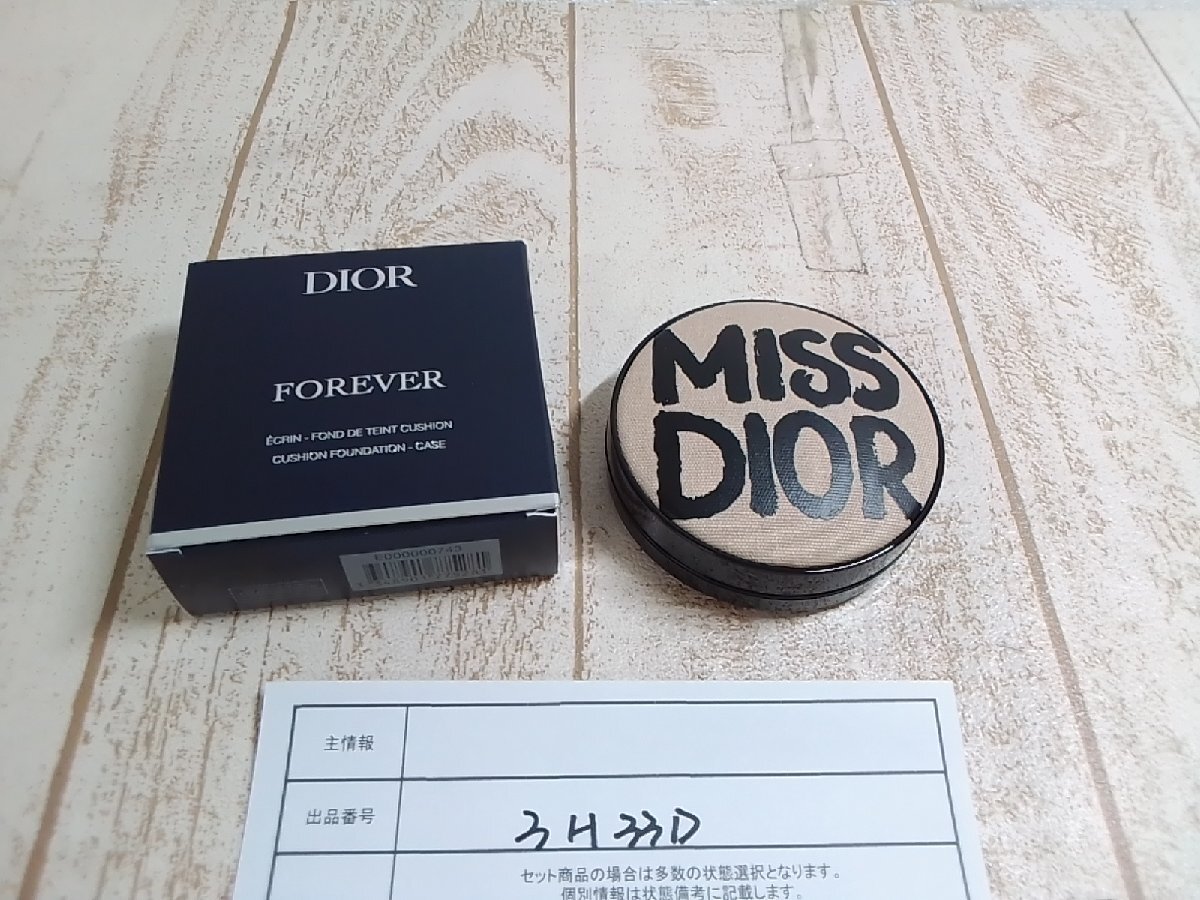 DIOR
FOREVER
ÉCRIN - FOND DE TEINT CUSHION
CUSHION FOUNDATION - CASE
E000000743
MISS
DIOR
主情報
出品番号
3H33D
セット商品の場合は多数の状態選択となります。
個別情報は状態備考に記載します。